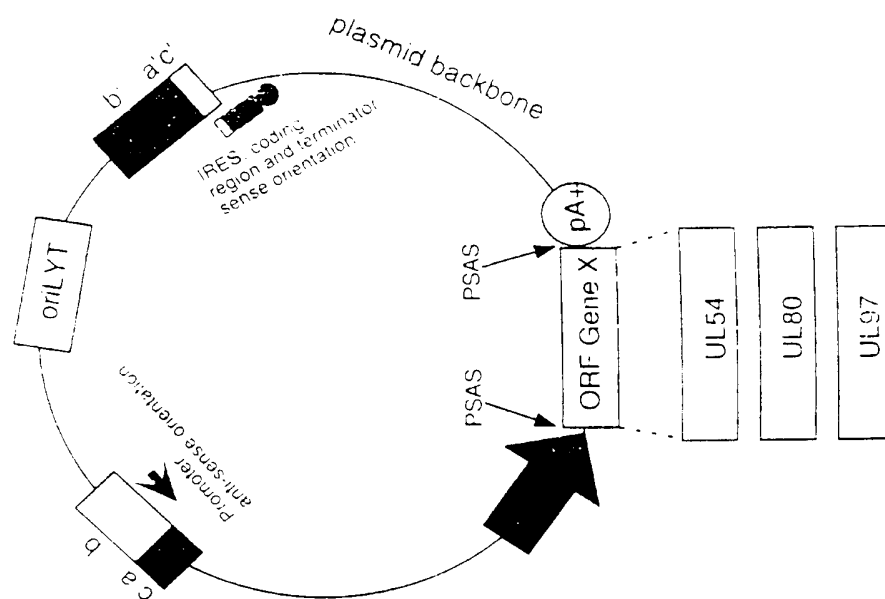 plasmid backbone
b'
a'c'
IRES, coding
region and terminator
sense orientation
oriLYT
pA+
PSAS
ORF Gene X
PSAS
UL54
UL80
UL97
Promoter
anti-sense orientation
b
c a